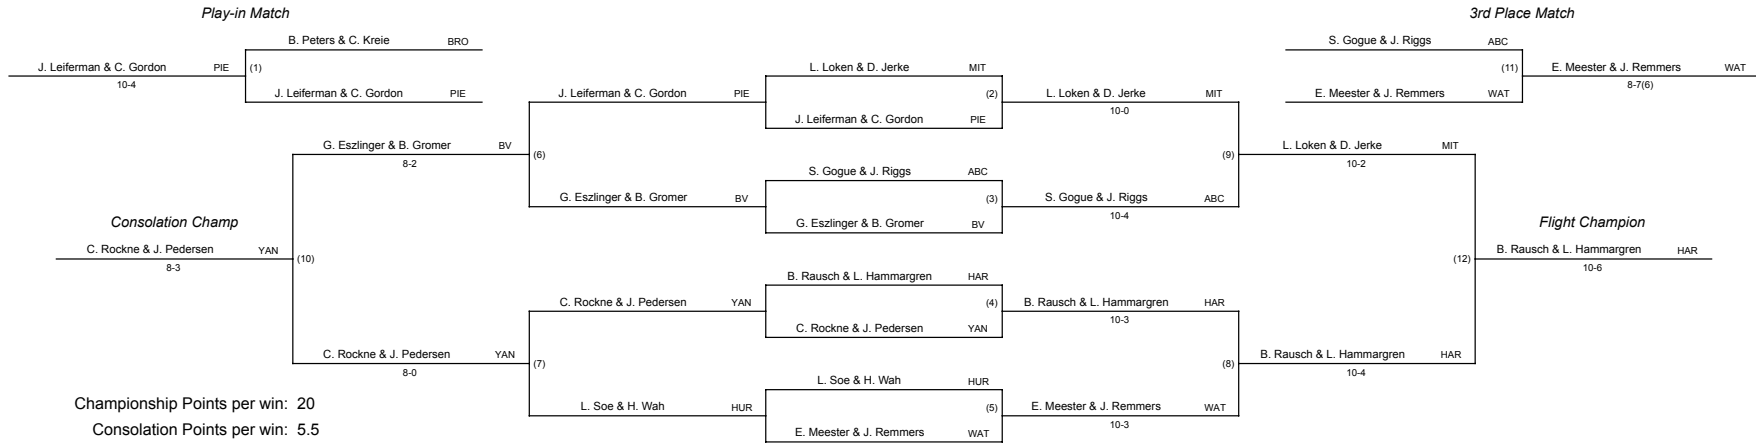 Play-in Match
3rd Place Match
B. Peters & C. Kreie BRO
S. Gogue & J. Riggs ABC
J. Leiferman & C. Gordon PIE
(1)
L. Loken & D. Jerke MIT
(11)
E. Meester & J. Remmers WAT
10-4
8-7(6)
J. Leiferman & C. Gordon PIE
J. Leiferman & C. Gordon PIE
(2)
L. Loken & D. Jerke MIT
E. Meester & J. Remmers WAT
10-0
J. Leiferman & C. Gordon PIE
G. Eszlinger & B. Gromer BV
(6)
(9)
L. Loken & D. Jerke MIT
8-2
10-2
S. Gogue & J. Riggs ABC
G. Eszlinger & B. Gromer BV
(3)
S. Gogue & J. Riggs ABC
10-4
Consolation Champ
G. Eszlinger & B. Gromer BV
Flight Champion
C. Rockne & J. Pedersen YAN
(10)
(12)
B. Rausch & L. Hammargren HAR
8-3
10-6
B. Rausch & L. Hammargren HAR
C. Rockne & J. Pedersen YAN
(4)
B. Rausch & L. Hammargren HAR
10-3
C. Rockne & J. Pedersen YAN
C. Rockne & J. Pedersen YAN
(7)
(8)
B. Rausch & L. Hammargren HAR
8-0
10-4
L. Soe & H. Wah HUR
Championship Points per win: 20
L. Soe & H. Wah HUR
(5)
E. Meester & J. Remmers WAT
10-3
Consolation Points per win: 5.5
E. Meester & J. Remmers WAT